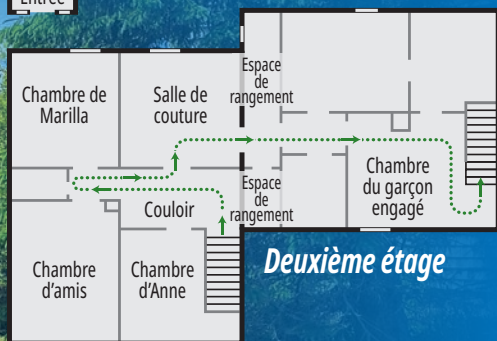 Entrée
Chambre de
Marilla
Salle de
couture
Espace
de
rangement
Couloir
Espace
de
rangement
Chambre
du garçon
engagé
Chambre
d'amis
Chambre
d'Anne
Deuxième étage